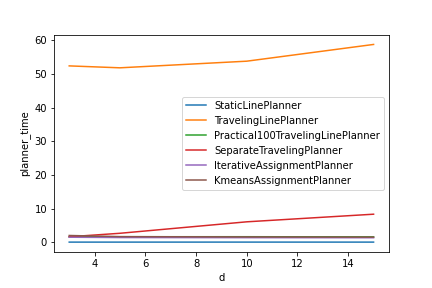 60
50
40
30
20
10
0
planner_time
StaticLinePlanner
TravelingLinePlanner
Practical100TravelingLinePlanner
SeparateTravelingPlanner
IterativeAssignmentPlanner
KmeansAssignmentPlanner
4 6 8 10 12 14
d